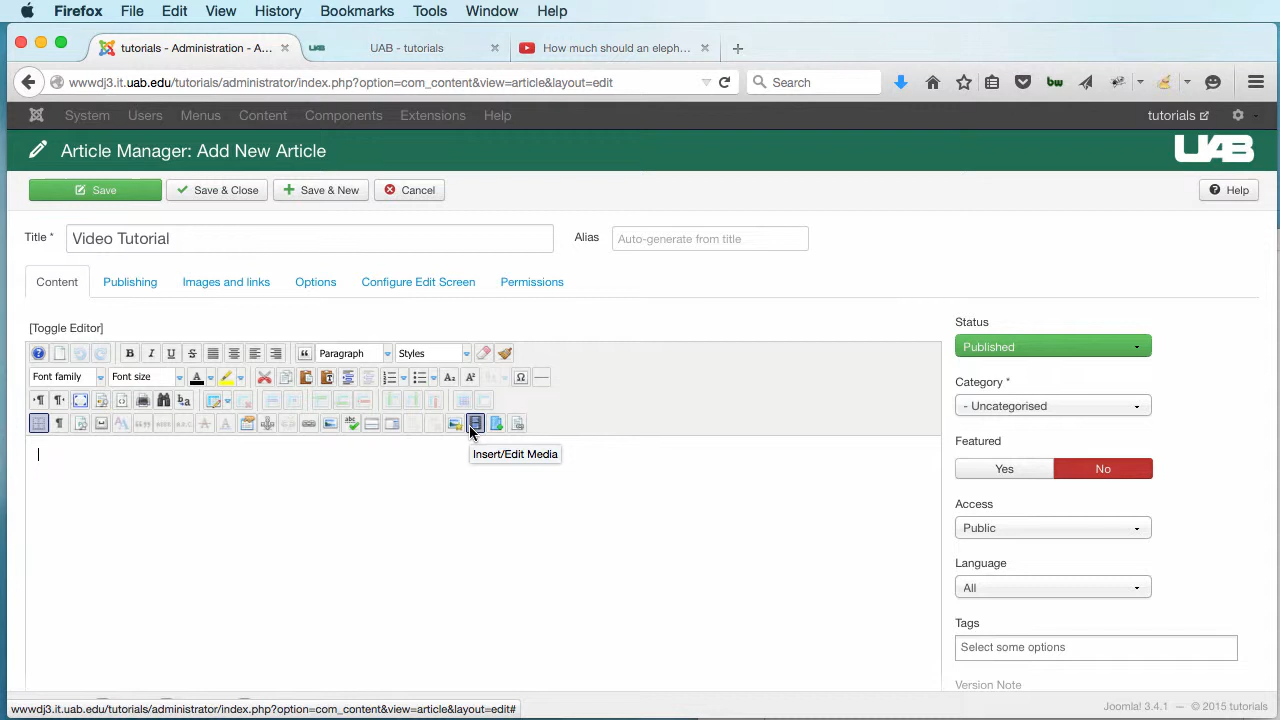 Firefox File Edit View History Bookmarks Tools Window Help
tutorials - Administration - A... UAB UAB - tutorials How much should an eleph...
wwwdj3.it.uab.edu/tutorials/administrator/index.php?option=com_content&view=article&layout=edit Search bw
System Users Menus Content Components Extensions Help tutorials
Article Manager: Add New Article UAB
Save Save & Close Save & New Cancel Help
Title * Video Tutorial Alias Auto-generate from title
Content Publishing Images and links Options Configure Edit Screen Permissions
[Toggle Editor]
Status
Published
Paragraph Styles
Font family Font size
Category *
- Uncategorised
Insert/Edit Media
Featured
Yes No
Access
Public
Language
All
Tags
Select some options
Version Note
wwwdj3.it.uab.edu/tutorials/administrator/index.php?option=com_content&view=article&layout=edit#
Joomla! 3.4.1 — © 2015 tutorials